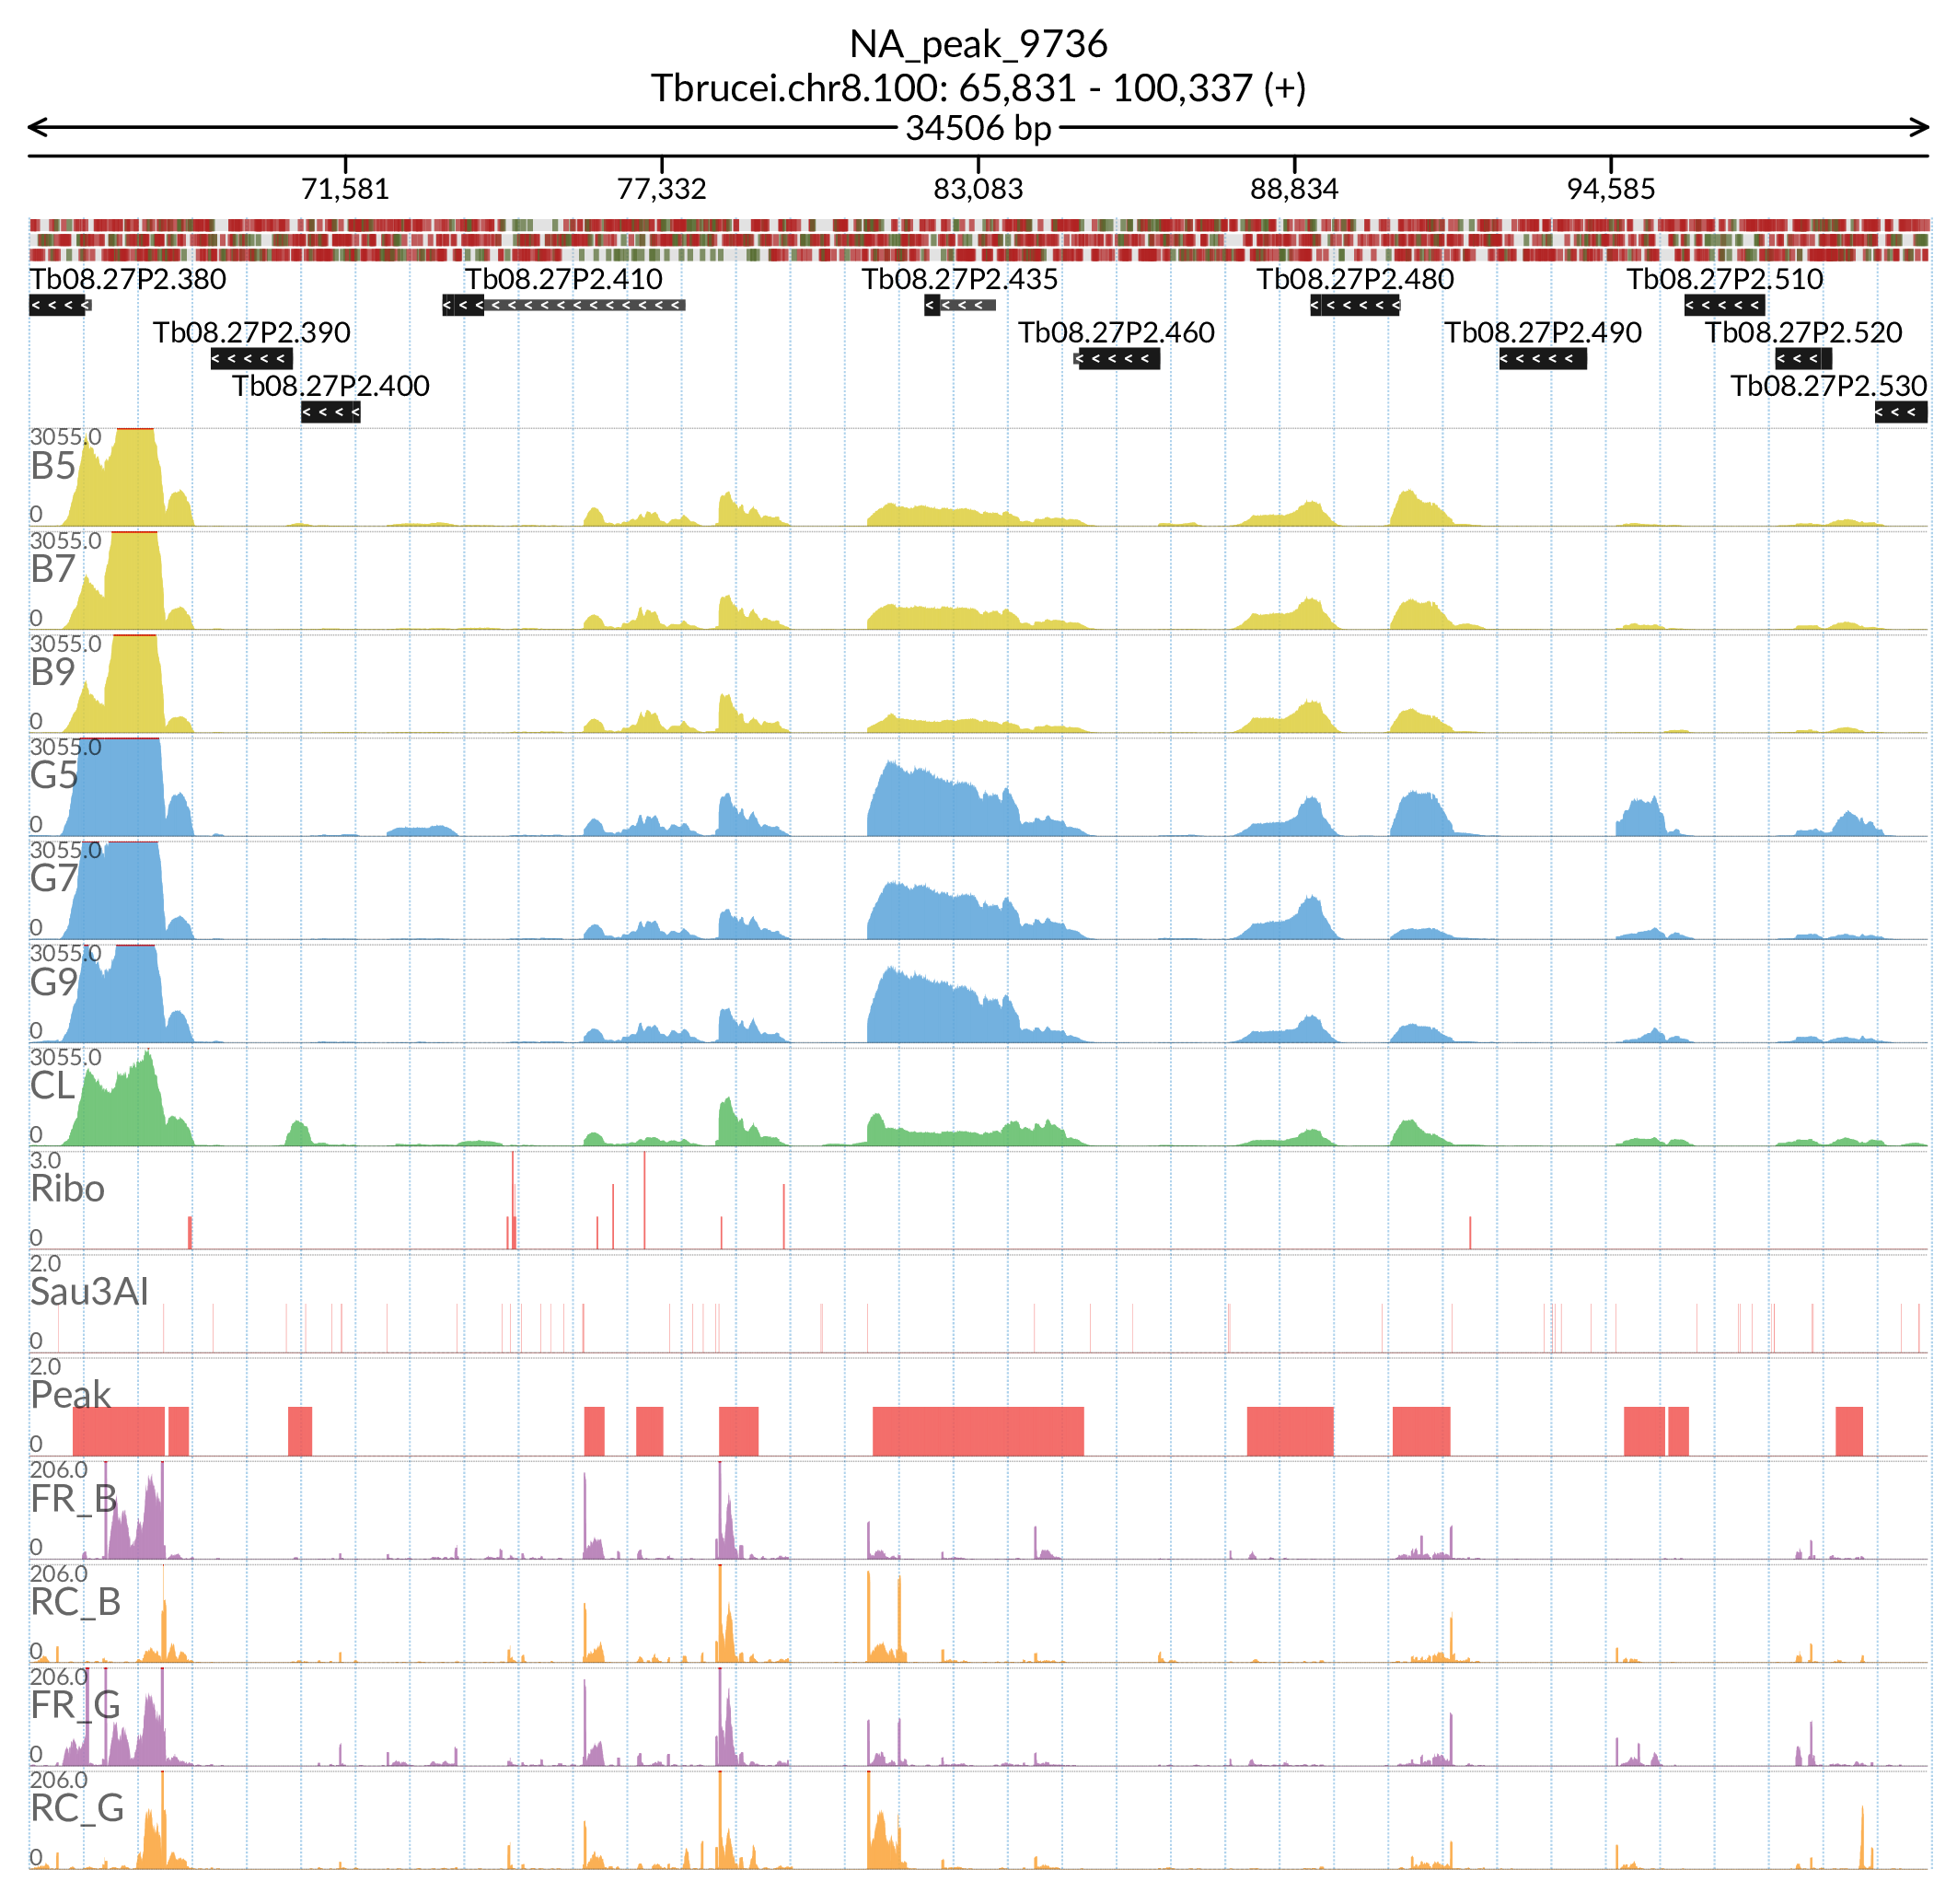 NA_peak_9736
Tbrucei.chr8.100: 65,831 - 100,337 (+)
34506 bp
71,581 77,332 83,083 88,834 94,585
Tb08.27P2.380 Tb08.27P2.410 Tb08.27P2.435 Tb08.27P2.480 Tb08.27P2.510
Tb08.27P2.390 Tb08.27P2.460 Tb08.27P2.490 Tb08.27P2.520
Tb08.27P2.400 Tb08.27P2.530
3055.0
B5
0
3055.0
B7
0
3055.0
B9
0
3055.0
G5
0
3055.0
G7
0
3055.0
G9
0
3055.0
CL
0
3.0
Ribo
0
2.0
Sau3AI
0
2.0
Peak
0
206.0
FR_B
0
206.0
RC_B
0
206.0
FR_G
0
206.0
RC_G
0